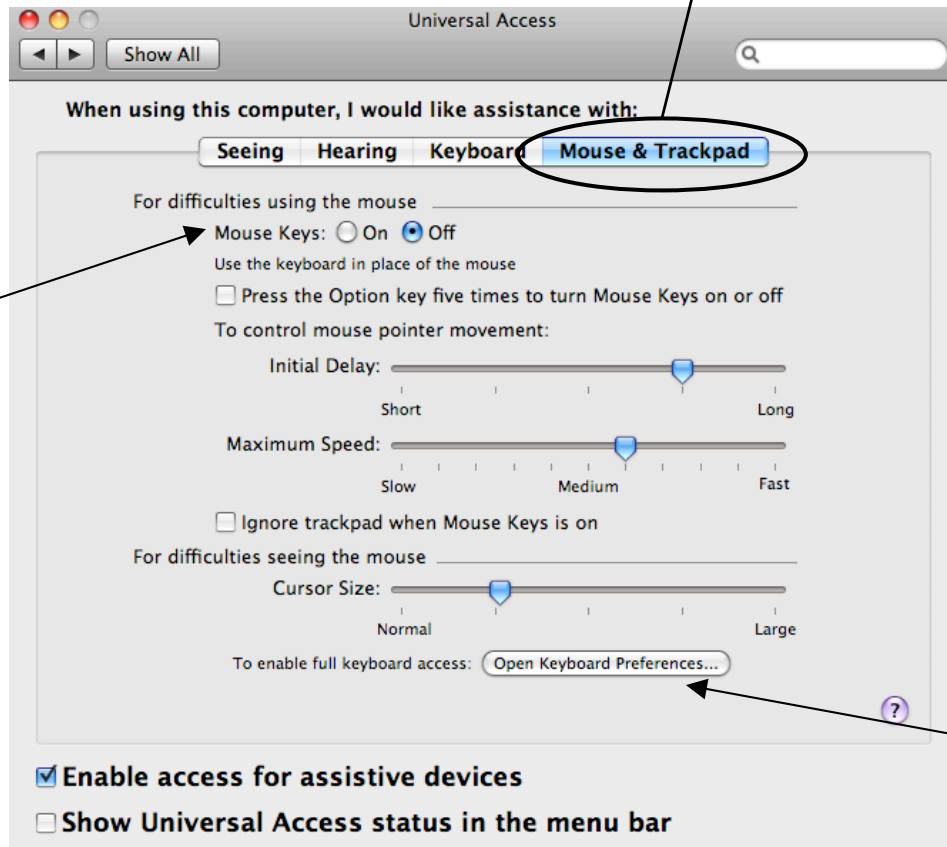 Universal Access
Show All
When using this computer, I would like assistance with:
Seeing Hearing Keyboard Mouse & Trackpad
For difficulties using the mouse
Mouse Keys: On Off
Use the keyboard in place of the mouse
Press the Option key five times to turn Mouse Keys on or off
To control mouse pointer movement:
Initial Delay:
Short Long
Maximum Speed:
Slow Medium Fast
Ignore trackpad when Mouse Keys is on
For difficulties seeing the mouse
Cursor Size:
Normal Large
To enable full keyboard access: Open Keyboard Preferences...
?
Enable access for assistive devices
Show Universal Access status in the menu bar